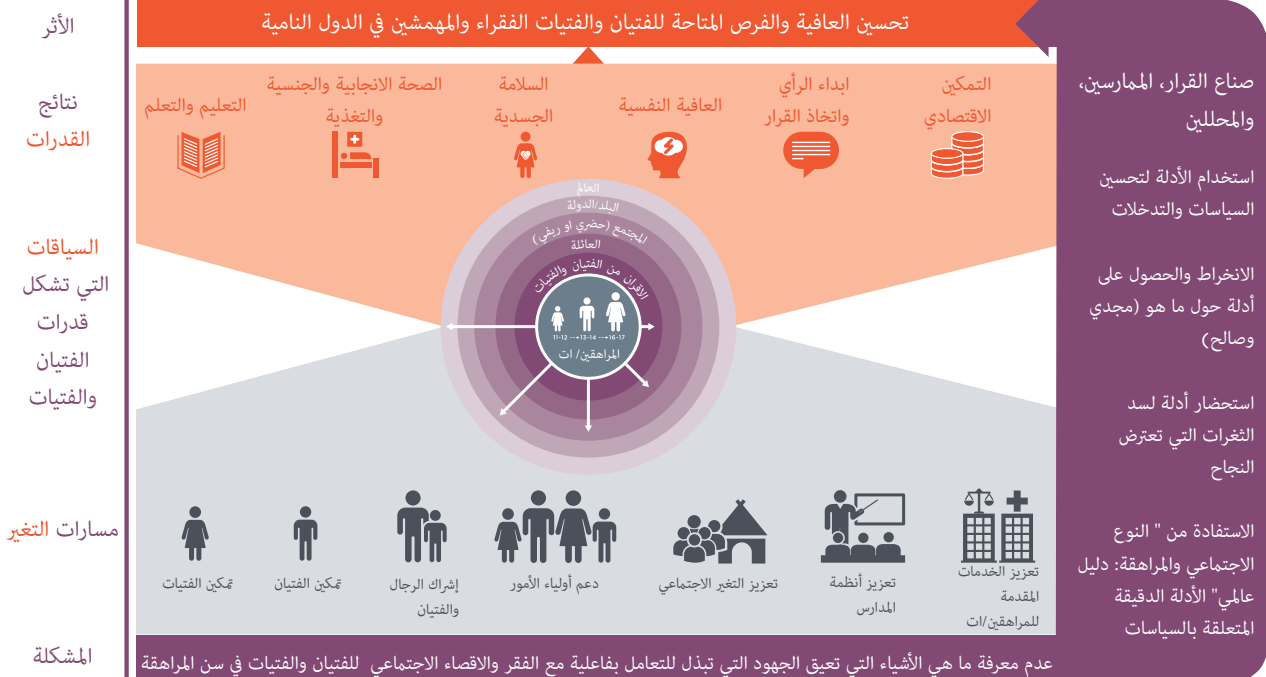 الأثر
تحسين العافية والفرص المتاحة للفتيان والفتيات الفقراء والمهمشين في الدول النامية
صناع القرار، الممارسين،
والمحللين
استخدام الأدلة لتحسين
السياسات والتدخلات
الانخراط والحصول على
أدلة حول ما هو (مجدي
وصالح)
استحضار أدلة لسد
الثغرات التي تعترض
النجاح
الاستفادة من " النوع
الاجتماعي والمراهقة: دليل
عالمي" الأدلة الدقيقة
المتعلقة بالسياسات
نتائج
القدرات
التمكين
الاقتصادي
ابداء الرأي
واتخاذ القرار
العافية النفسية
السلامة
الجسدية
الصحة الانجابية والجنسية
والتغذية
التعليم والتعلم
السياقات
التي تشكل
قدرات
الفتيان
والفتيات
العالم
البلد/الدولة
المجتمع (حضري او ريفي)
العائلة
الأقران من الفتيان والفتيات
11-12 --+13-14 --+16-17
المراهقين/ ات
مسارات التغير
تعزيز الخدمات
المقدمة
للمراهقين/ات
تعزيز أنظمة
المدارس
تعزيز التغير الاجتماعي
دعم أولياء الأمور
إشراك الرجال
والفتيان
تمكين الفتيان
تمكين الفتيات
المشكلة
عدم معرفة ما هي الأشياء التي تعيق الجهود التي تبذل للتعامل بفاعلية مع الفقر والاقصاء الاجتماعي للفتيان والفتيات في سن المراهقة